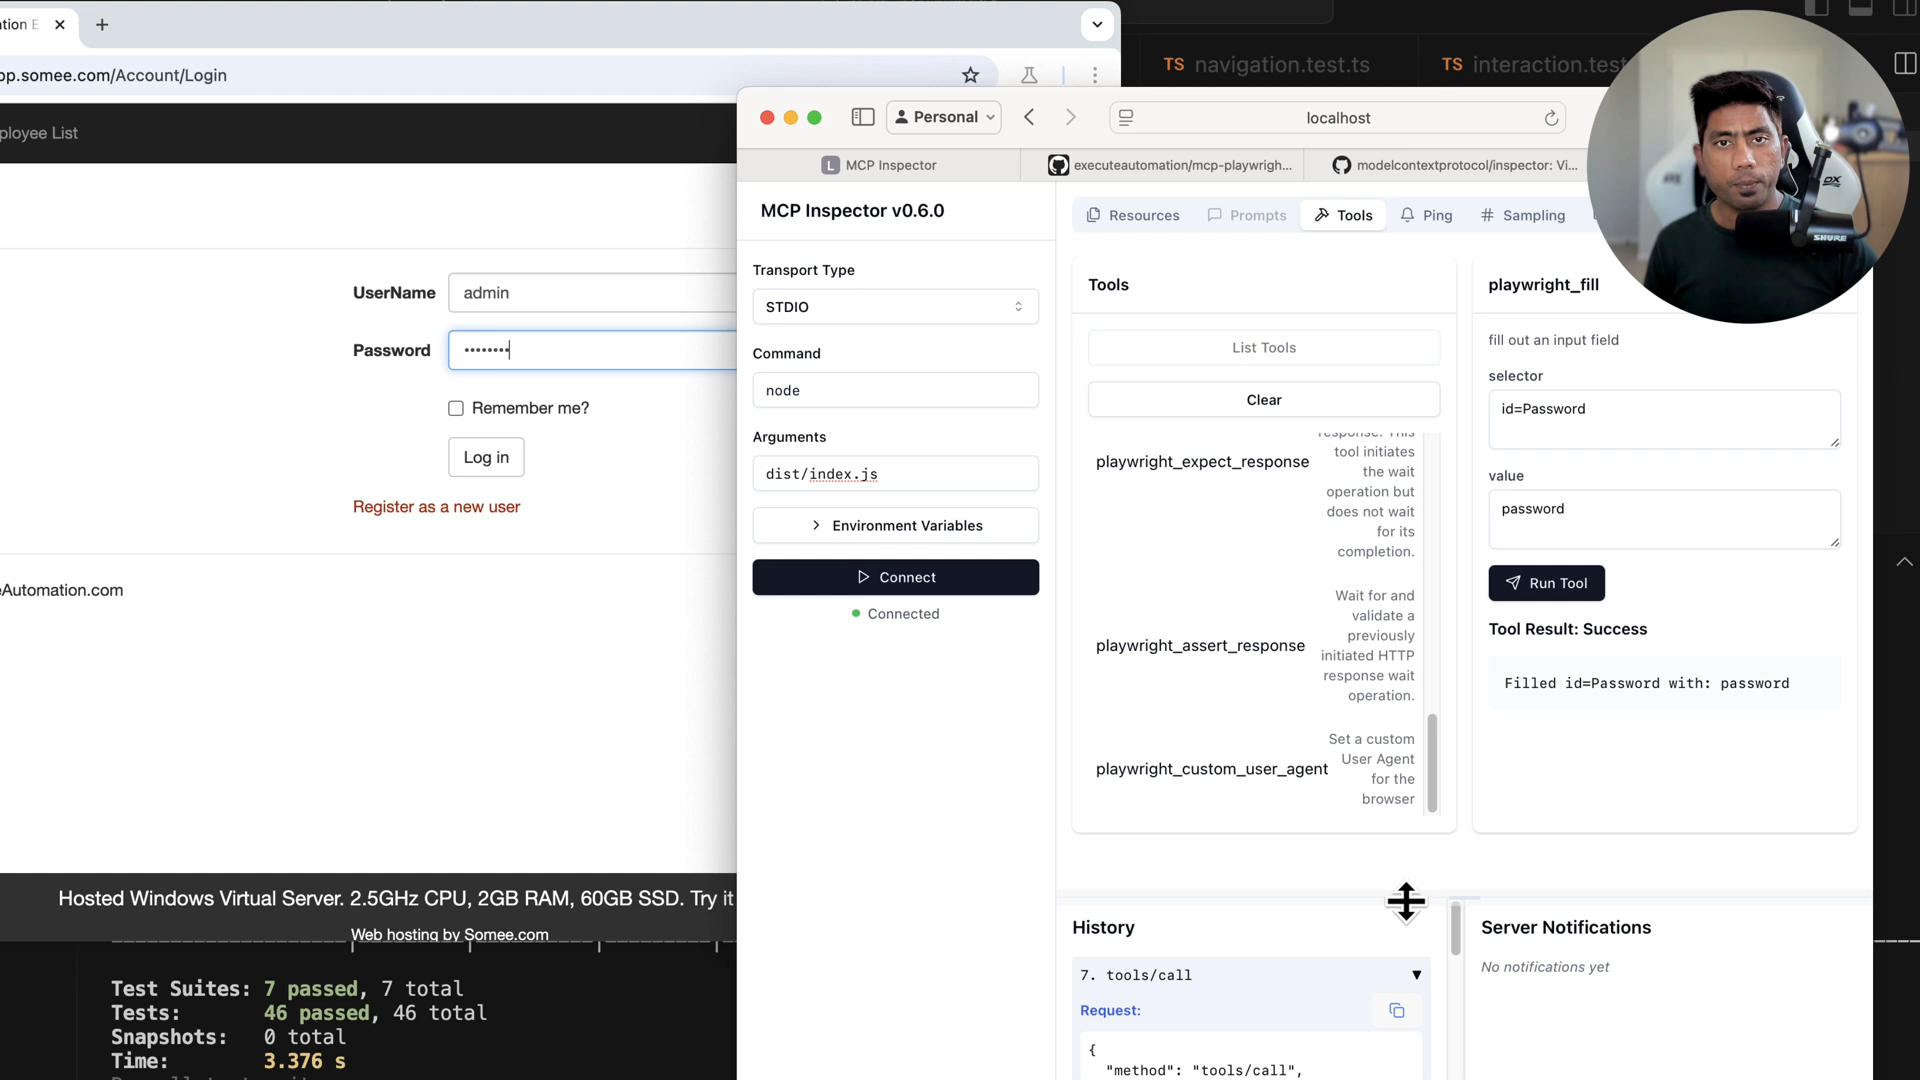 ation E
pp.somee.com/Account/Login
ployee List
UserName
admin
Password
••••••••
Remember me?
Log in
Register as a new user
eAutomation.com
Hosted Windows Virtual Server. 2.5GHz CPU, 2GB RAM, 60GB SSD. Try it
Web hosting by Somee.com
Test Suites: 7 passed, 7 total
Tests: 46 passed, 46 total
Snapshots: 0 total
Time: 3.376 s
TS navigation.test.ts
TS interaction.test
Personal
localhost
L MCP Inspector
executeautomation/mcp-playwrigh...
modelcontextprotocol/inspector: Vi...
MCP Inspector v0.6.0
Transport Type
STDIO
Command
node
Arguments
dist/index.js
Environment Variables
Connect
Connected
Resources
Prompts
Tools
Ping
# Sampling
Tools
List Tools
Clear
playwright_expect_response
response. This
tool initiates
the wait
operation but
does not wait
for its
completion.
playwright_assert_response
Wait for and
validate a
previously
initiated HTTP
response wait
operation.
playwright_custom_user_agent
Set a custom
User Agent
for the
browser
playwright_fill
fill out an input field
selector
id=Password
value
password
Run Tool
Tool Result: Success
Filled id=Password with: password
History
7. tools/call
Request:
{
"method": "tools/call",
Server Notifications
No notifications yet
SHURE
DX